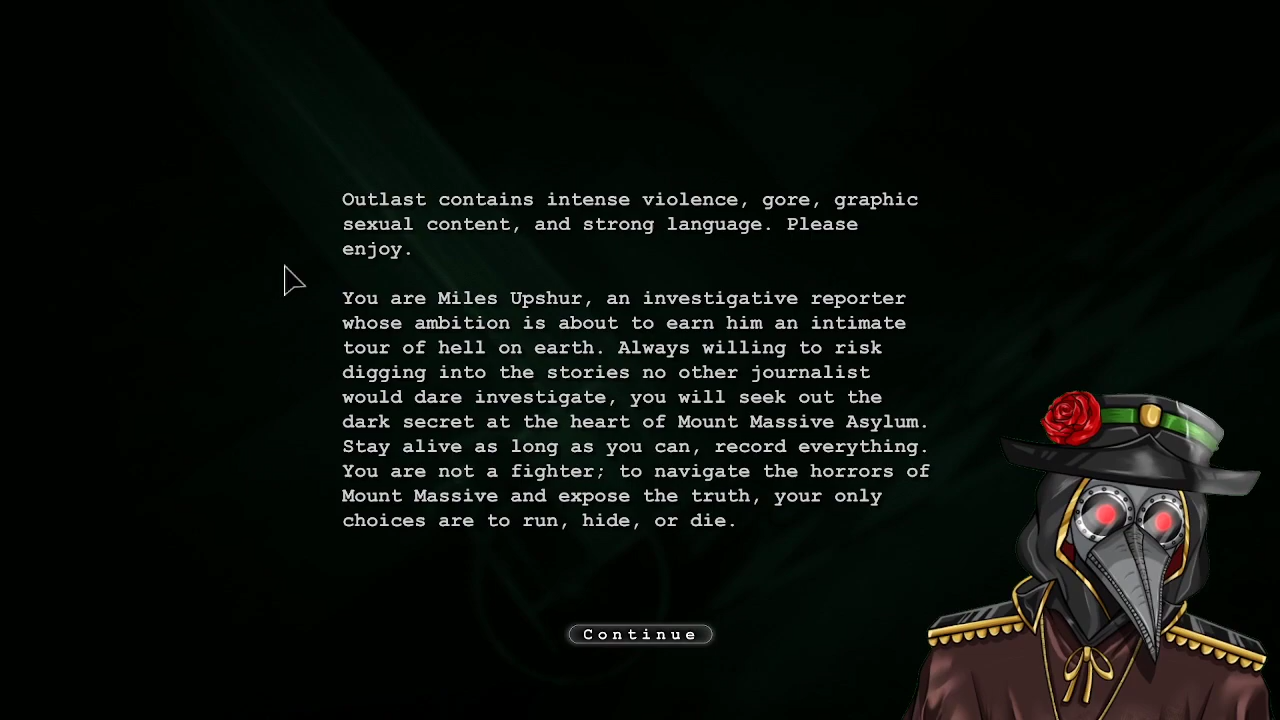 Outlast contains intense violence, gore, graphic
sexual content, and strong language. Please
enjoy.
You are Miles Upshur, an investigative reporter
whose ambition is about to earn him an intimate
tour of hell on earth. Always willing to risk
digging into the stories no other journalist
would dare investigate, you will seek out the
dark secret at the heart of Mount Massive Asylum.
Stay alive as long as you can, record everything.
You are not a fighter; to navigate the horrors of
Mount Massive and expose the truth, your only
choices are to run, hide, or die.
Continue